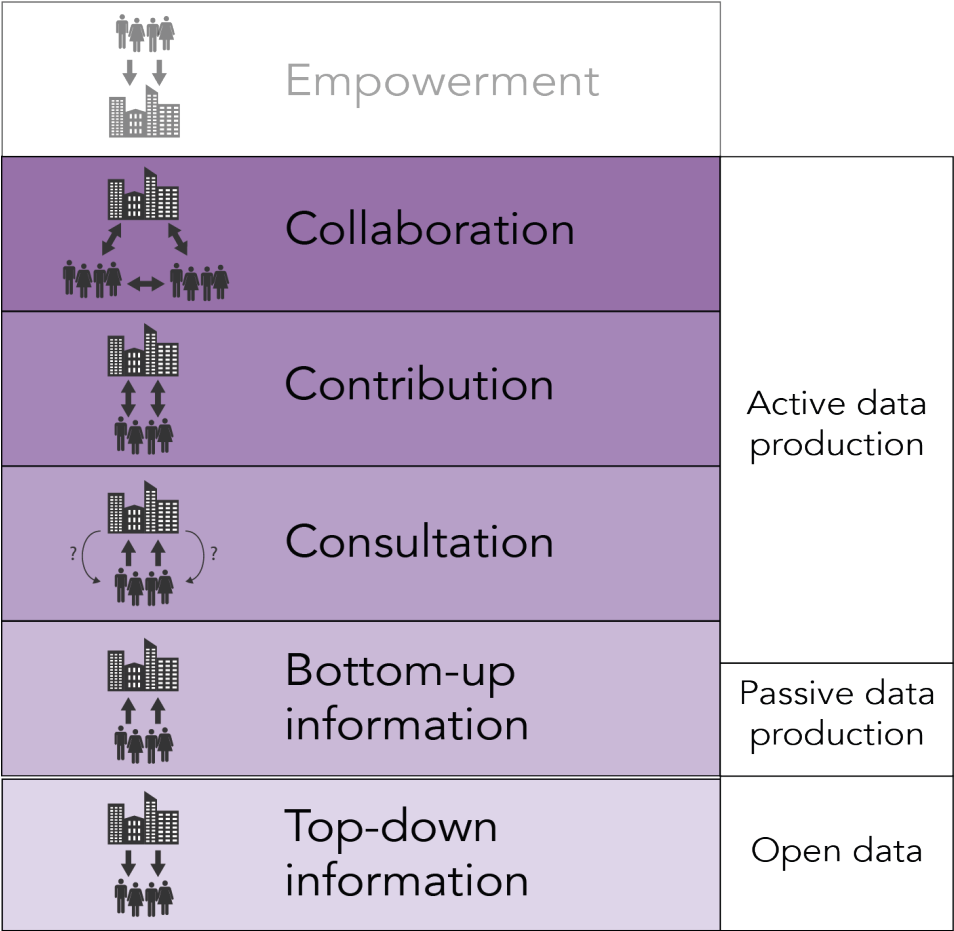 Empowerment
Collaboration
Contribution
Active data
production
? ?
Consultation
Bottom-up
information
Passive data
production
Top-down
information
Open data